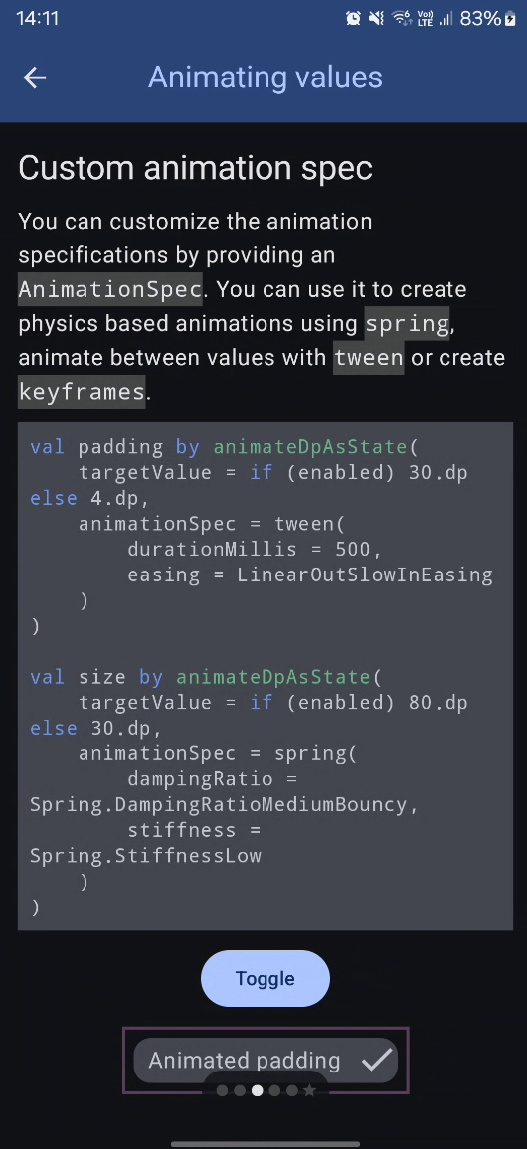 14:11
6 Vo)) LTE 83%
Animating values
Custom animation spec
You can customize the animation
specifications by providing an
AnimationSpec. You can use it to create
physics based animations using spring,
animate between values with tween or create
keyframes.
val padding by animateDpAsState(
    targetValue = if (enabled) 30.dp
else 4.dp,
    animationSpec = tween(
        durationMillis = 500,
        easing = LinearOutSlowInEasing
    )
)
val size by animateDpAsState(
    targetValue = if (enabled) 80.dp
else 30.dp,
    animationSpec = spring(
        dampingRatio =
Spring.DampingRatioMediumBouncy,
        stiffness =
Spring.StiffnessLow
    )
)
Toggle
Animated padding